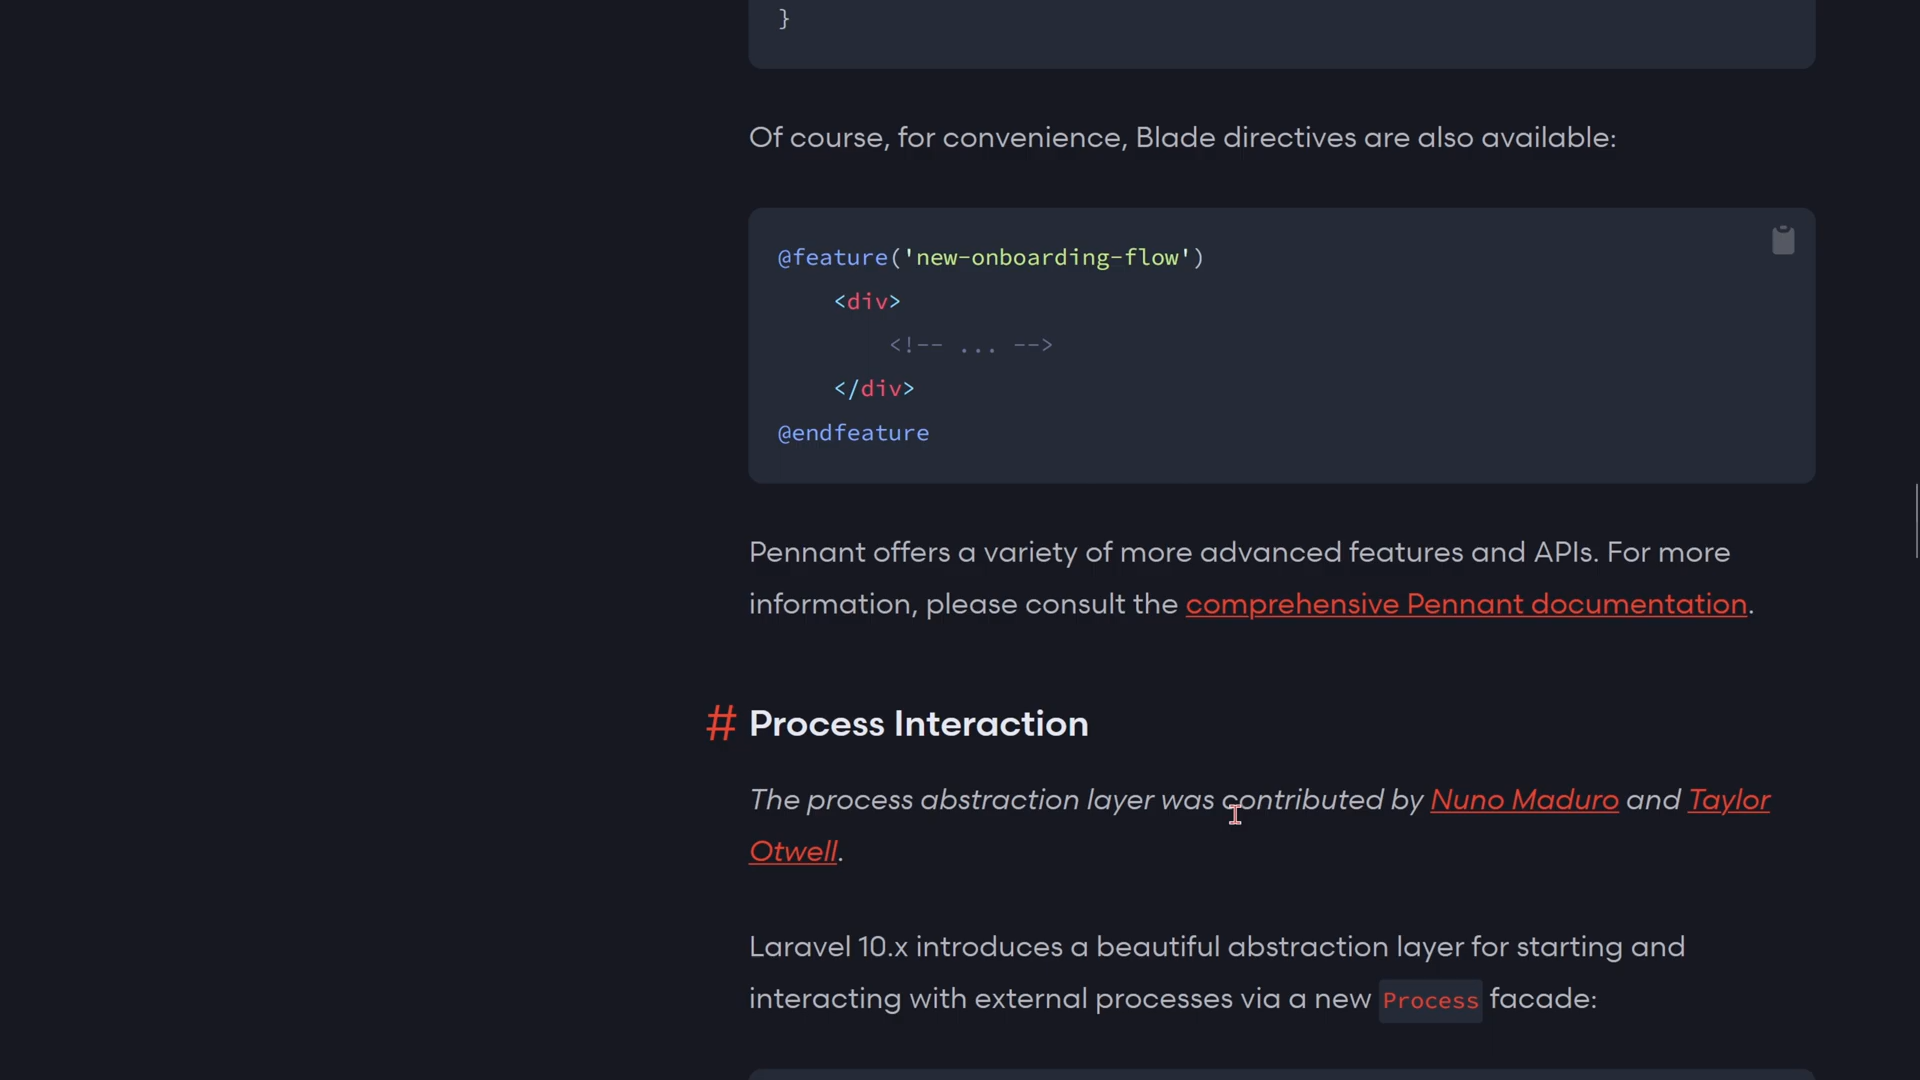 }
Of course, for convenience, Blade directives are also available:
@feature('new-onboarding-flow')
<div>
<!-- ... -->
</div>
@endfeature
Pennant offers a variety of more advanced features and APIs. For more
information, please consult the comprehensive Pennant documentation.
# Process Interaction
The process abstraction layer was contributed by Nuno Maduro and Taylor
Otwell.
Laravel 10.x introduces a beautiful abstraction layer for starting and
interacting with external processes via a new Process facade: